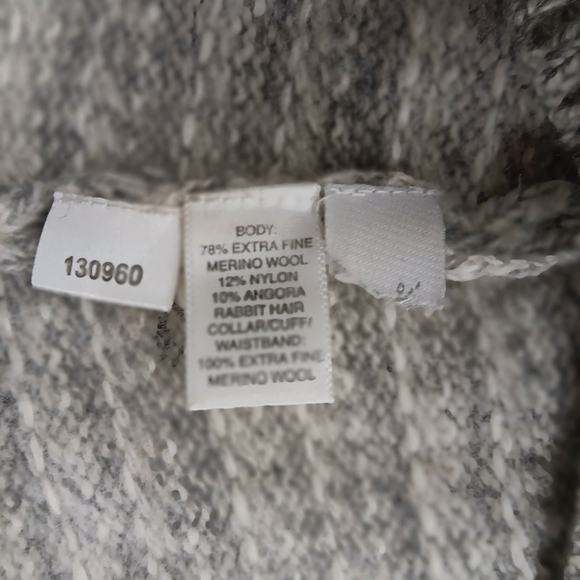 130960
BODY:
78% EXTRA FINE
MERINO WOOL
12% NYLON
10% ANGORA
RABBIT HAIR
COLLAR/CUFF/
WAISTBAND:
100% EXTRA FINE
MERINO WOOL